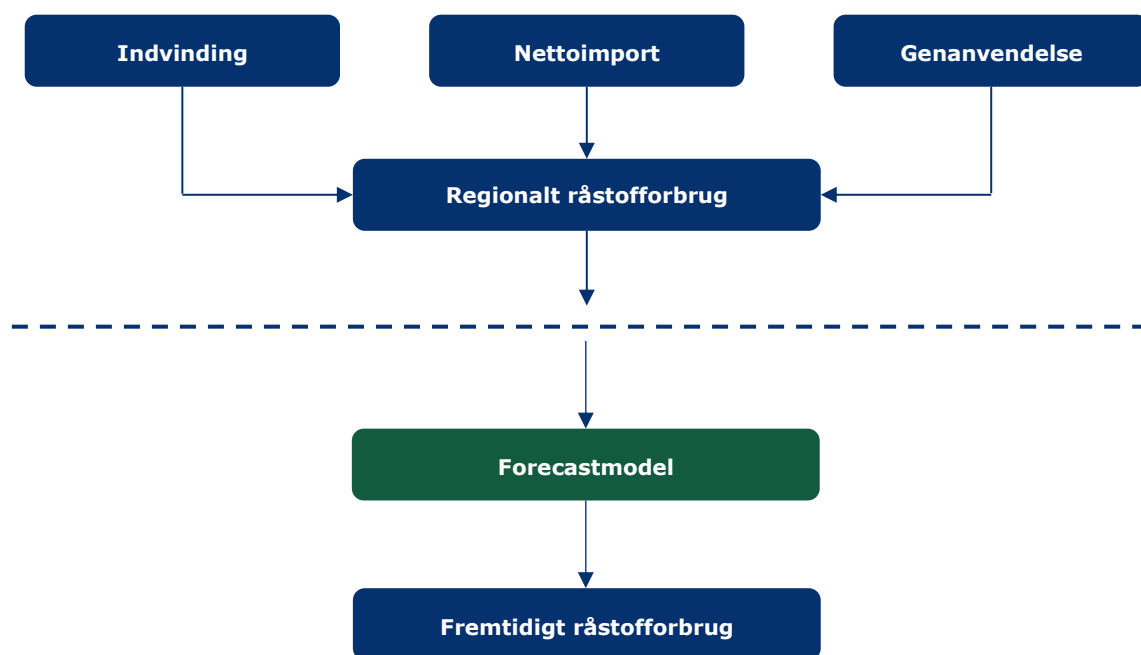 Indvinding
Nettoimport
Genanvendelse
Regionalt råstofforbrug
Forecastmodel
Fremtidigt råstofforbrug